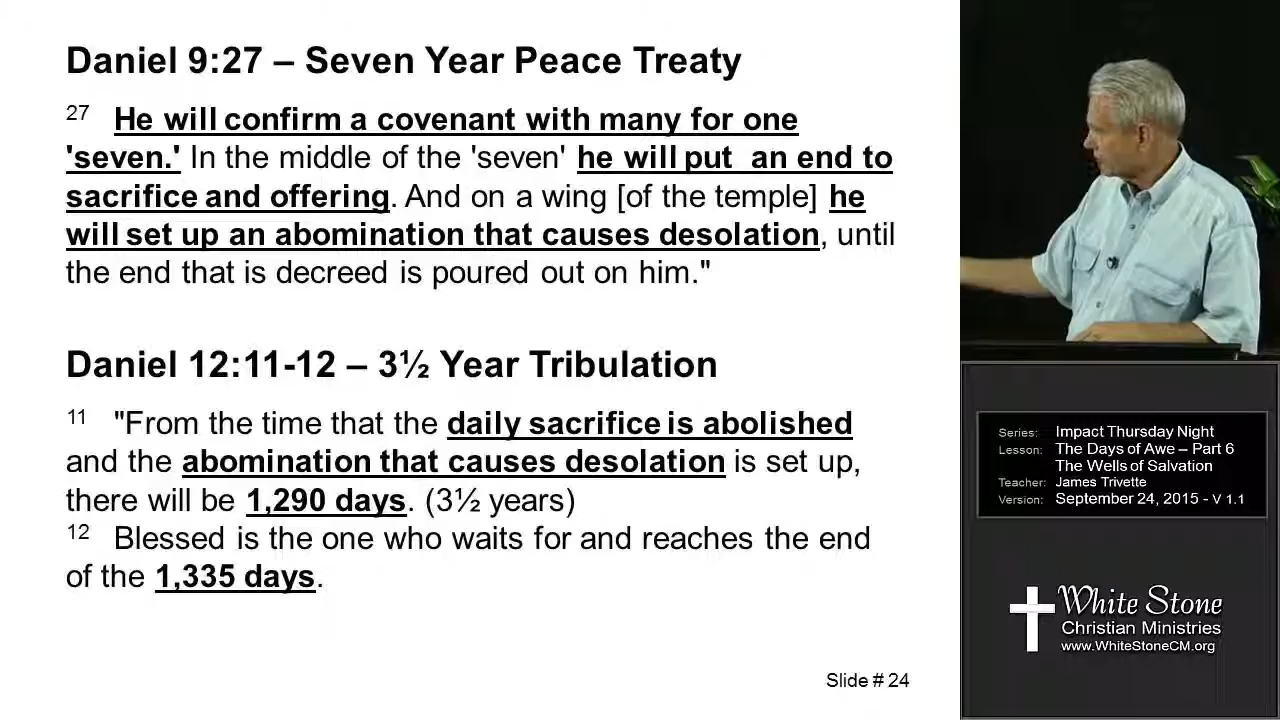 Daniel 9:27 – Seven Year Peace Treaty
27 He will confirm a covenant with many for one
'seven.' In the middle of the 'seven' he will put  an end to
sacrifice and offering. And on a wing [of the temple] he
will set up an abomination that causes desolation, until
the end that is decreed is poured out on him."
Daniel 12:11-12 – 3½ Year Tribulation
11 "From the time that the daily sacrifice is abolished
and the abomination that causes desolation is set up,
there will be 1,290 days. (3½ years)
12 Blessed is the one who waits for and reaches the end
of the 1,335 days.
Slide # 24
Series: Impact Thursday Night
Lesson: The Days of Awe – Part 6
The Wells of Salvation
Teacher: James Trivette
Version: September 24, 2015 - V 1.1
White Stone
Christian Ministries
www.WhiteStoneCM.org